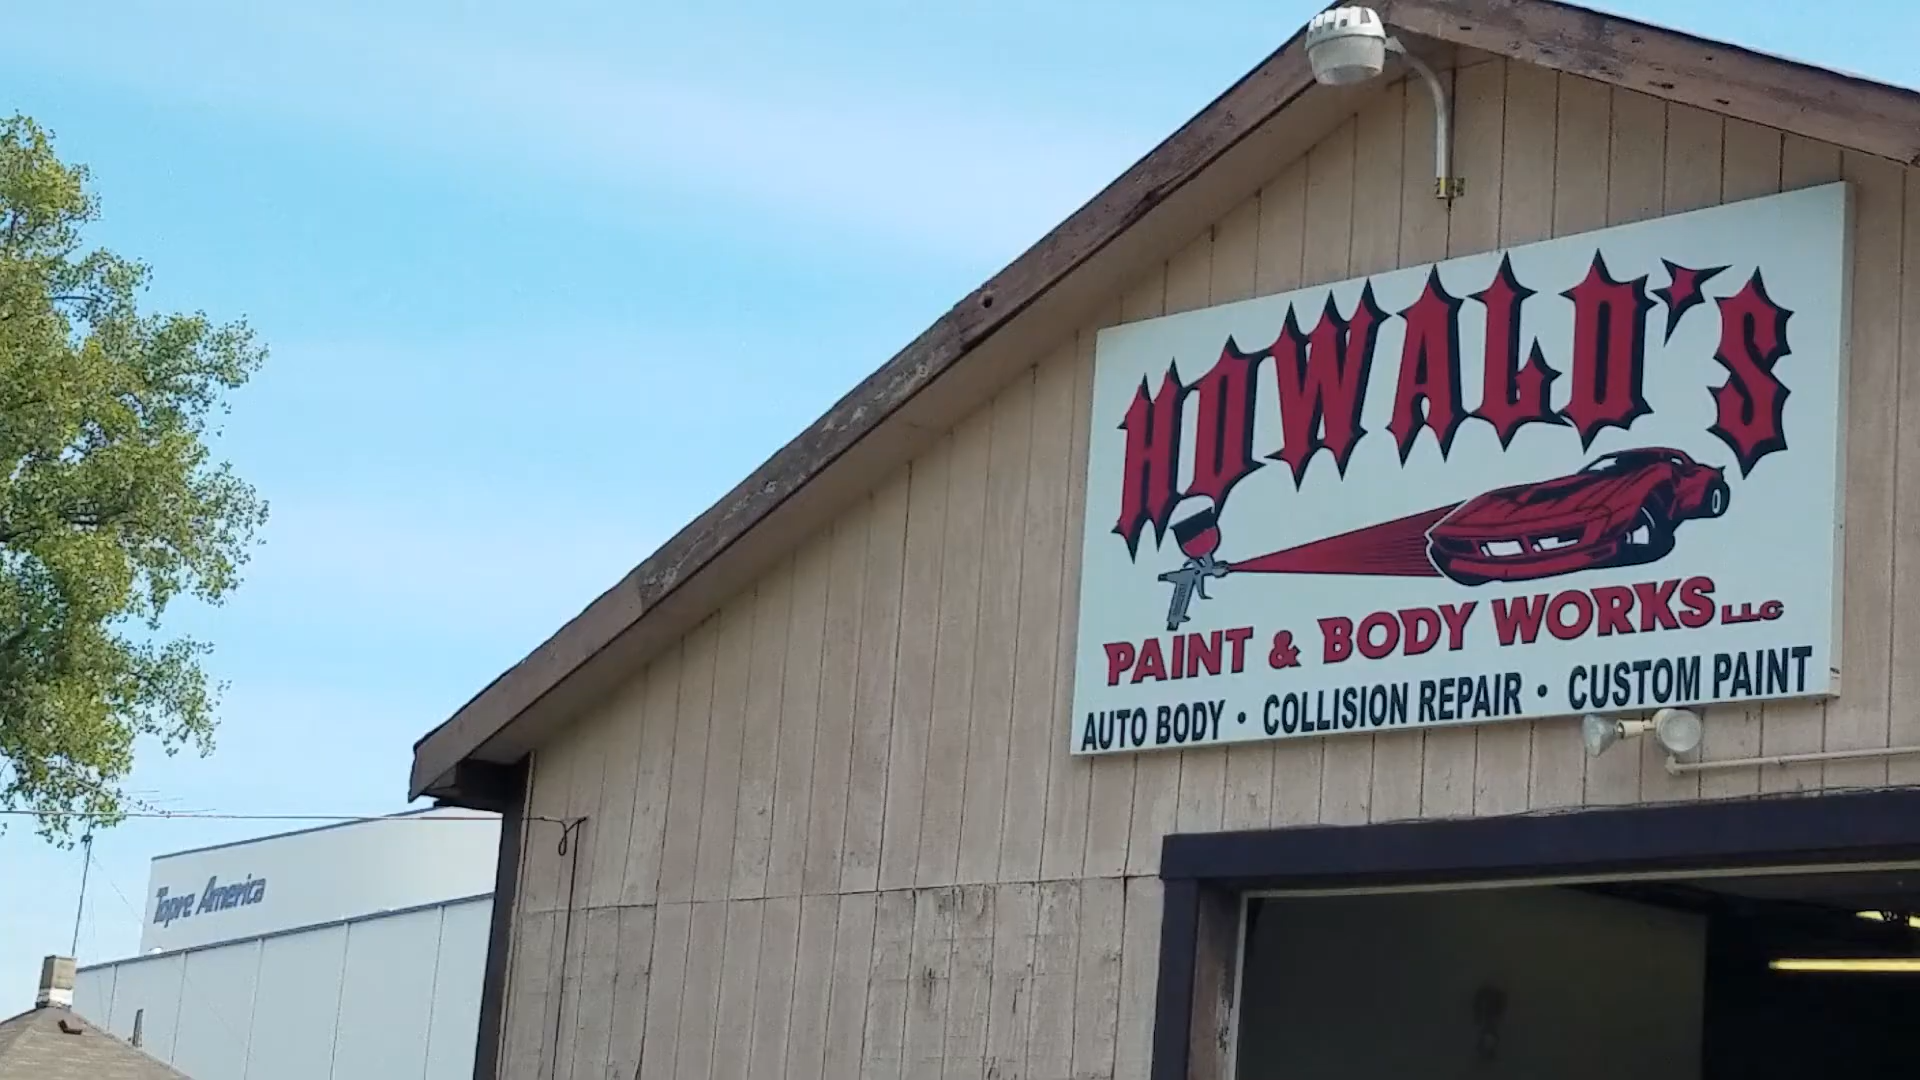 HOWALD'S
PAINT & BODY WORKS LLC
AUTO BODY • COLLISION REPAIR • CUSTOM PAINT
Topre America